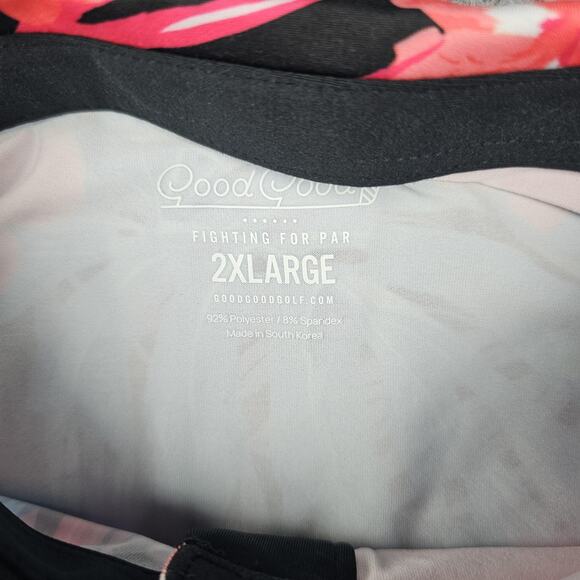 Good Good
FIGHTING FOR PAR
2XLARGE
GOODGOODGOLF.COM
92% Polyester / 8% Spandex
Made in South Korea